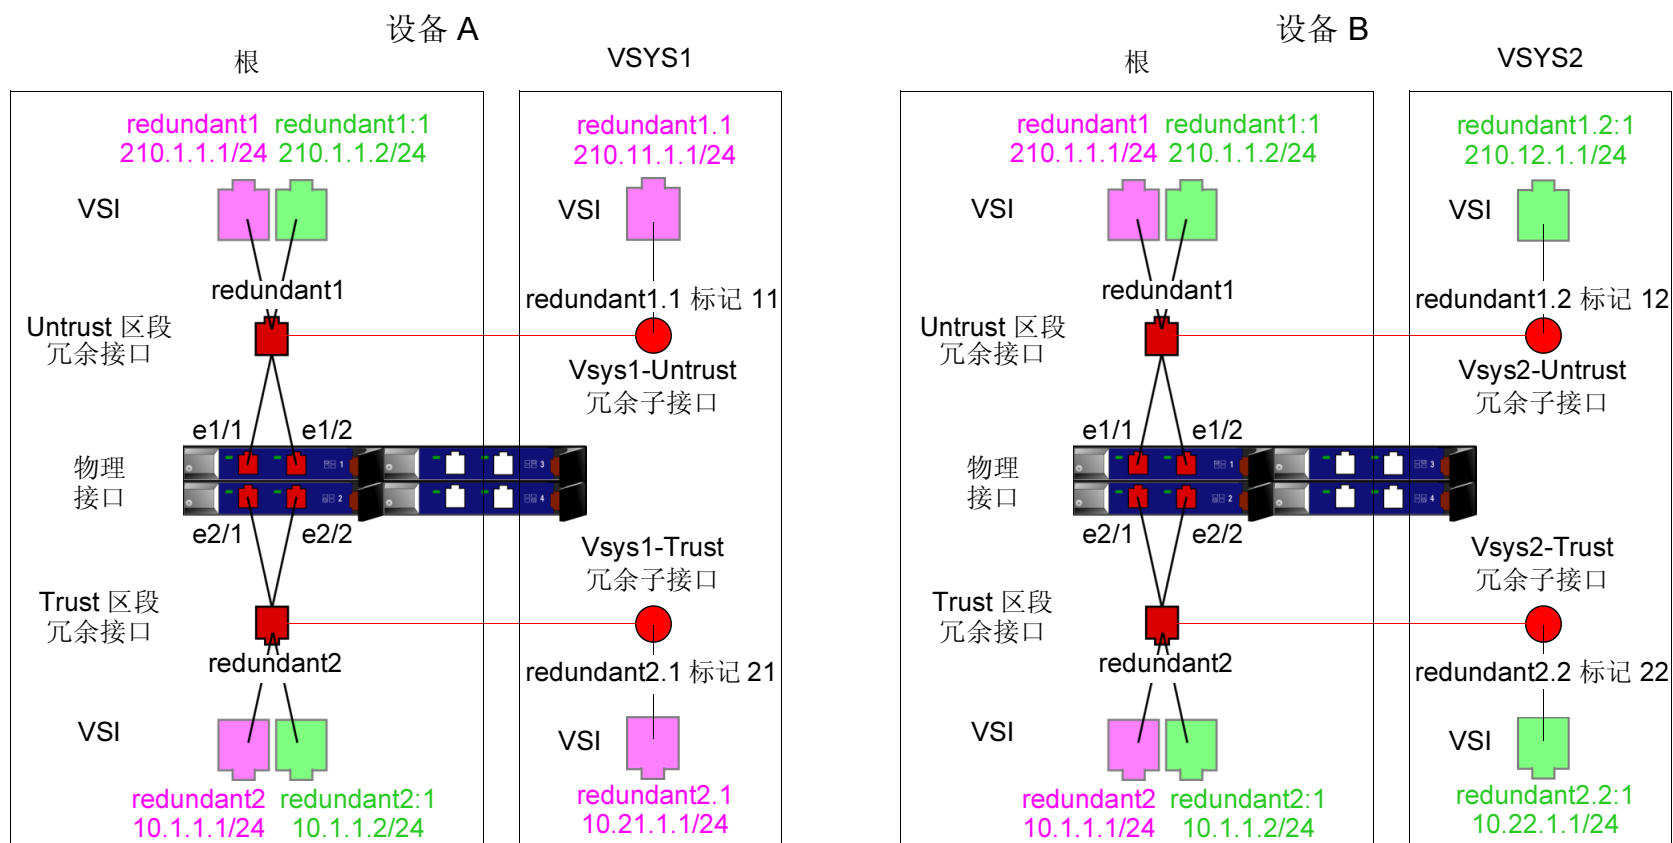 设备 A
根
VSYS1
redundant1 redundant1:1
210.1.1.1/24 210.1.1.2/24
redundant1.1
210.11.1.1/24
VSI
VSI
redundant1
redundant1.1 标记 11
Untrust 区段
冗余接口
Vsys1-Untrust
冗余子接口
e1/1 e1/2
物理
接口
1
3
2
4
e2/1 e2/2
Vsys1-Trust
冗余子接口
Trust 区段
冗余接口
redundant2
redundant2.1 标记 21
VSI
VSI
redundant2 redundant2:1
10.1.1.1/24 10.1.1.2/24
redundant2.1
10.21.1.1/24
设备 B
根
VSYS2
redundant1 redundant1:1
210.1.1.1/24 210.1.1.2/24
redundant1.2:1
210.12.1.1/24
VSI
VSI
redundant1
redundant1.2 标记 12
Untrust 区段
冗余接口
Vsys2-Untrust
冗余子接口
e1/1 e1/2
物理
接口
1
3
2
4
e2/1 e2/2
Vsys2-Trust
冗余子接口
Trust 区段
冗余接口
redundant2
redundant2.2 标记 22
VSI
VSI
redundant2 redundant2:1
10.1.1.1/24 10.1.1.2/24
redundant2.2:1
10.22.1.1/24